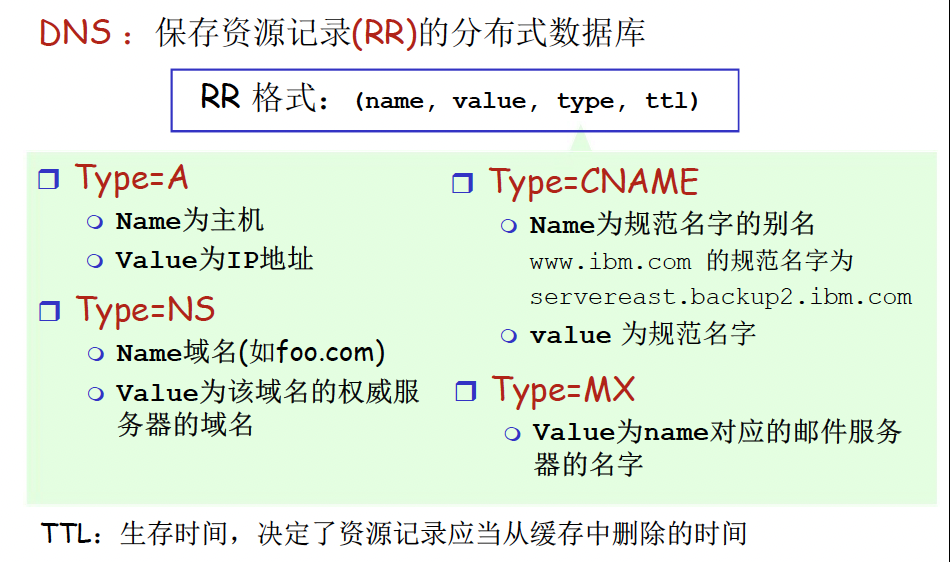 DNS：保存资源记录(RR)的分布式数据库
RR 格式：(name, value, type, ttl)
Type=A
Name为主机
Value为IP地址
Type=NS
Name域名(如foo.com)
Value为该域名的权威服
务器的域名
Type=CNAME
Name为规范名字的别名
www.ibm.com 的规范名字为
servereast.backup2.ibm.com
value 为规范名字
Type=MX
Value为name对应的邮件服务
器的名字
TTL：生存时间，决定了资源记录应当从缓存中删除的时间